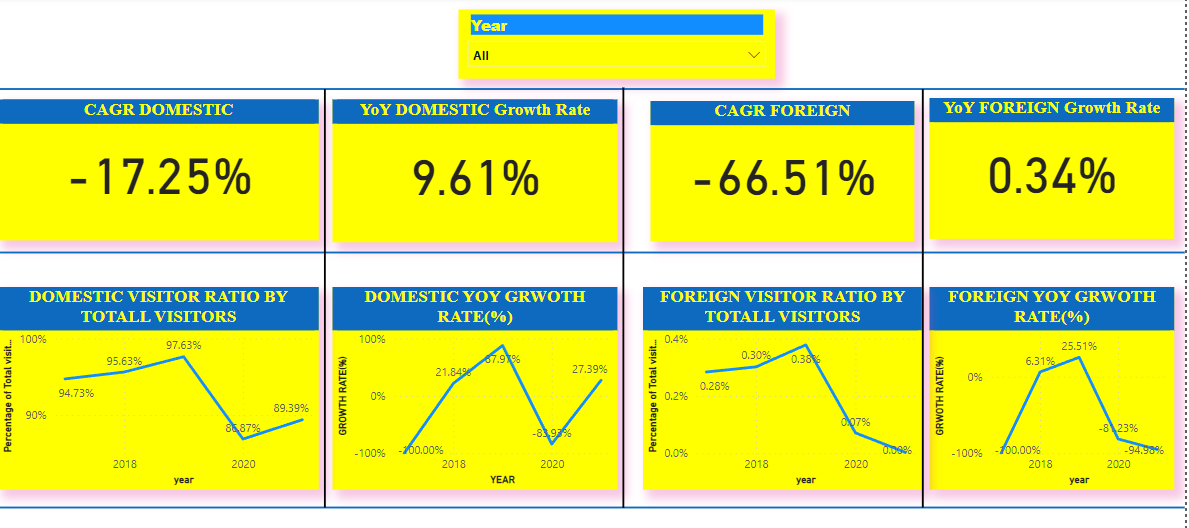 Year
All
CAGR DOMESTIC
-17.25%
YoY DOMESTIC Growth Rate
9.61%
CAGR FOREIGN
-66.51%
YoY FOREIGN Growth Rate
0.34%
DOMESTIC VISITOR RATIO BY
TOTALL VISITORS
Percentage of Total visit...
100%
90%
94.73%
95.63%
97.63%
86.87%
89.39%
2018
2020
year
DOMESTIC YOY GRWOTH
RATE(%)
GROWTH RATE(%)
100%
0%
-100%
-100.00%
21.84%
87.97%
-83.93%
27.39%
2018
2020
YEAR
FOREIGN VISITOR RATIO BY
TOTALL VISITORS
Percentage of Total visit...
0.4%
0.2%
0.0%
0.28%
0.30%
0.38%
0.07%
0.00%
2018
2020
year
FOREIGN YOY GRWOTH
RATE(%)
GRWOTH RATE(%)
0%
-100%
-100.00%
6.31%
25.51%
-94.98%
2018
2020
year